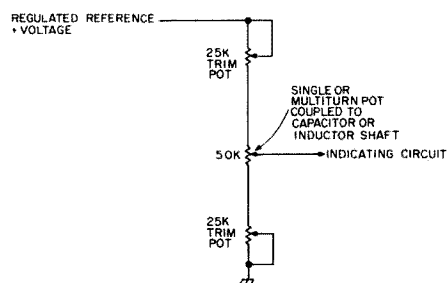 REGULATED REFERENCE
+ VOLTAGE
25K
TRIM
POT
SINGLE OR
MULTITURN POT
COUPLED TO
CAPACITOR OR
INDUCTOR SHAFT
50K
INDICATING CIRCUIT
25K
TRIM
POT